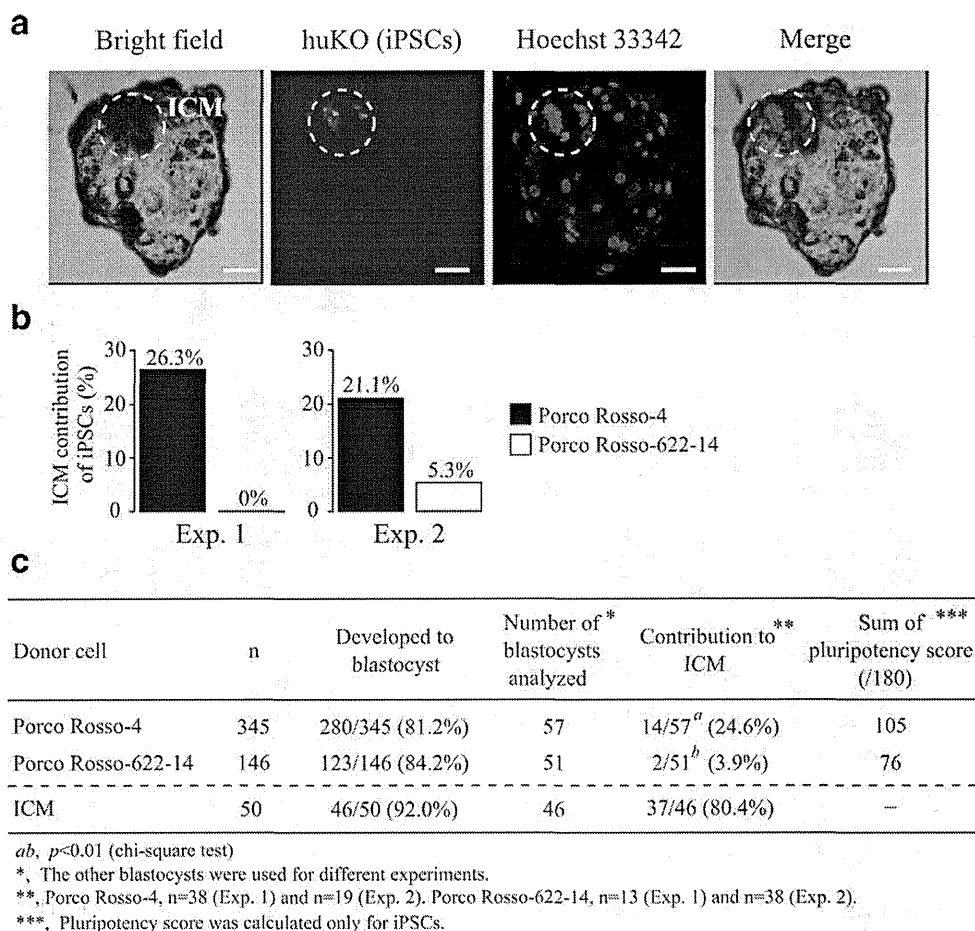 a
Bright field huKO (iPSCs) Hoechst 33342 Merge
ICM
b
ICM contribution
of iPSCs (%)
30
20
10
0
26.3%
0%
Exp. 1
30
20
10
0
21.1%
5.3%
Exp. 2
Porco Rosso-4
Porco Rosso-622-14
c
Donor cell n Developed to blastocyst Number of * blastocysts analyzed Contribution to ** ICM Sum of *** pluripotency score (/180)
Porco Rosso-4 345 280/345 (81.2%) 57 14/57a (24.6%) 105
Porco Rosso-622-14 146 123/146 (84.2%) 51 2/51b (3.9%) 76
ICM 50 46/50 (92.0%) 46 37/46 (80.4%) –
ab, p<0.01 (chi-square test)
*, The other blastocysts were used for different experiments.
**, Porco Rosso-4, n=38 (Exp. 1) and n=19 (Exp. 2). Porco Rosso-622-14, n=13 (Exp. 1) and n=38 (Exp. 2).
***, Pluripotency score was calculated only for iPSCs.